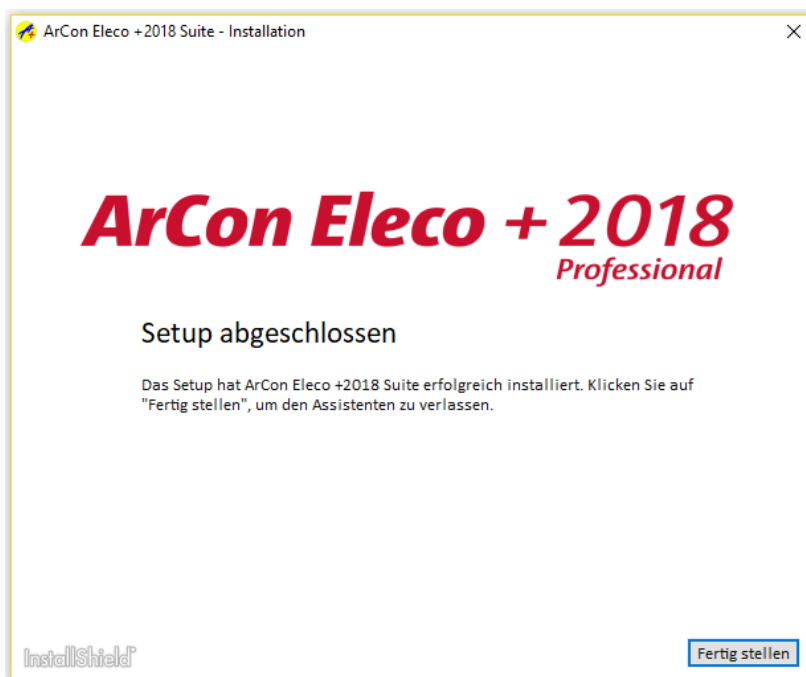 ArCon Eleco +2018 Suite - Installation
ArCon Eleco + 2018
Professional
Setup abgeschlossen
Das Setup hat ArCon Eleco +2018 Suite erfolgreich installiert. Klicken Sie auf
"Fertig stellen", um den Assistenten zu verlassen.
InstallShield
Fertig stellen